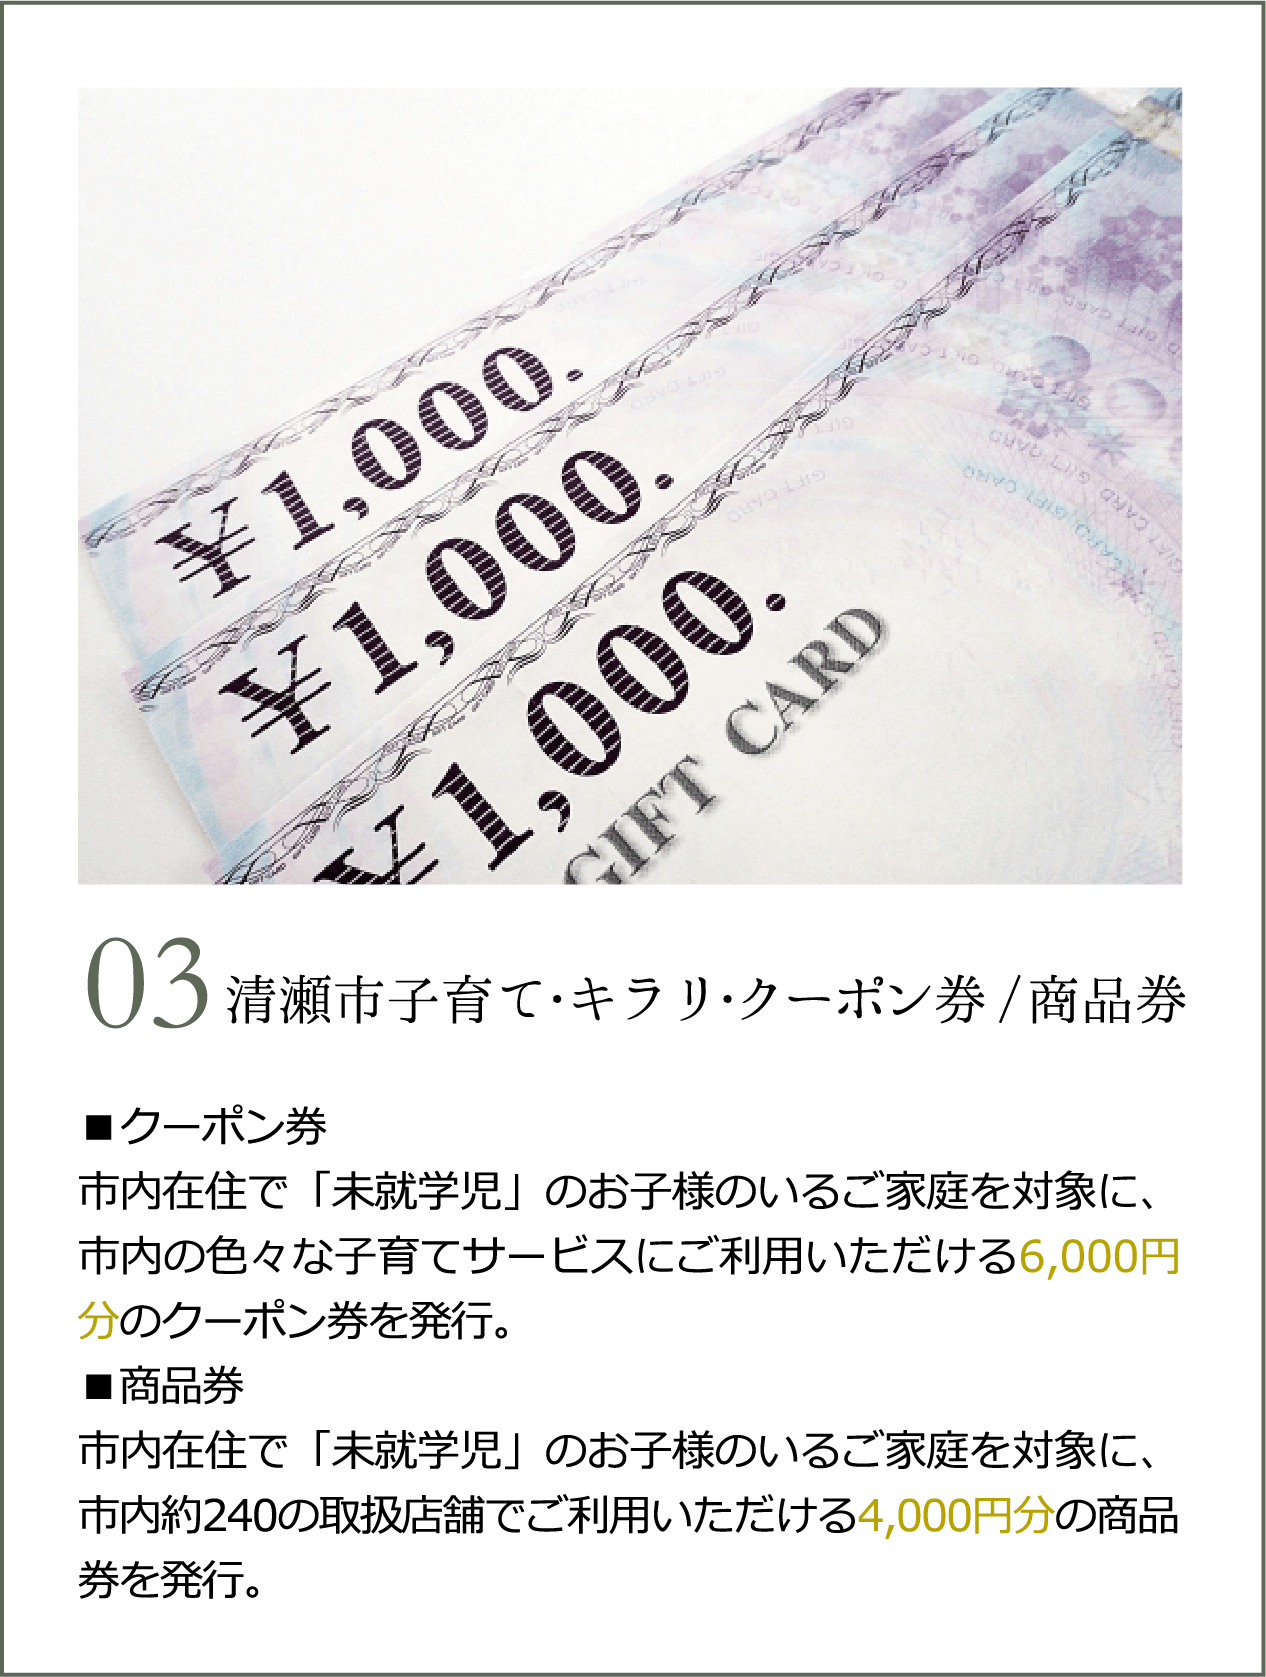 ¥1,000.
¥1,000.
¥1,000.
GIFT CARD
03 清瀬市子育て・キラリ・クーポン券/商品券
■クーポン券
市内在住で「未就学児」のお子様のいるご家庭を対象に、
市内の色々な子育てサービスにご利用いただける6,000円
分のクーポン券を発行。
■商品券
市内在住で「未就学児」のお子様のいるご家庭を対象に、
市内約240の取扱店舗でご利用いただける4,000円分の商品
券を発行。